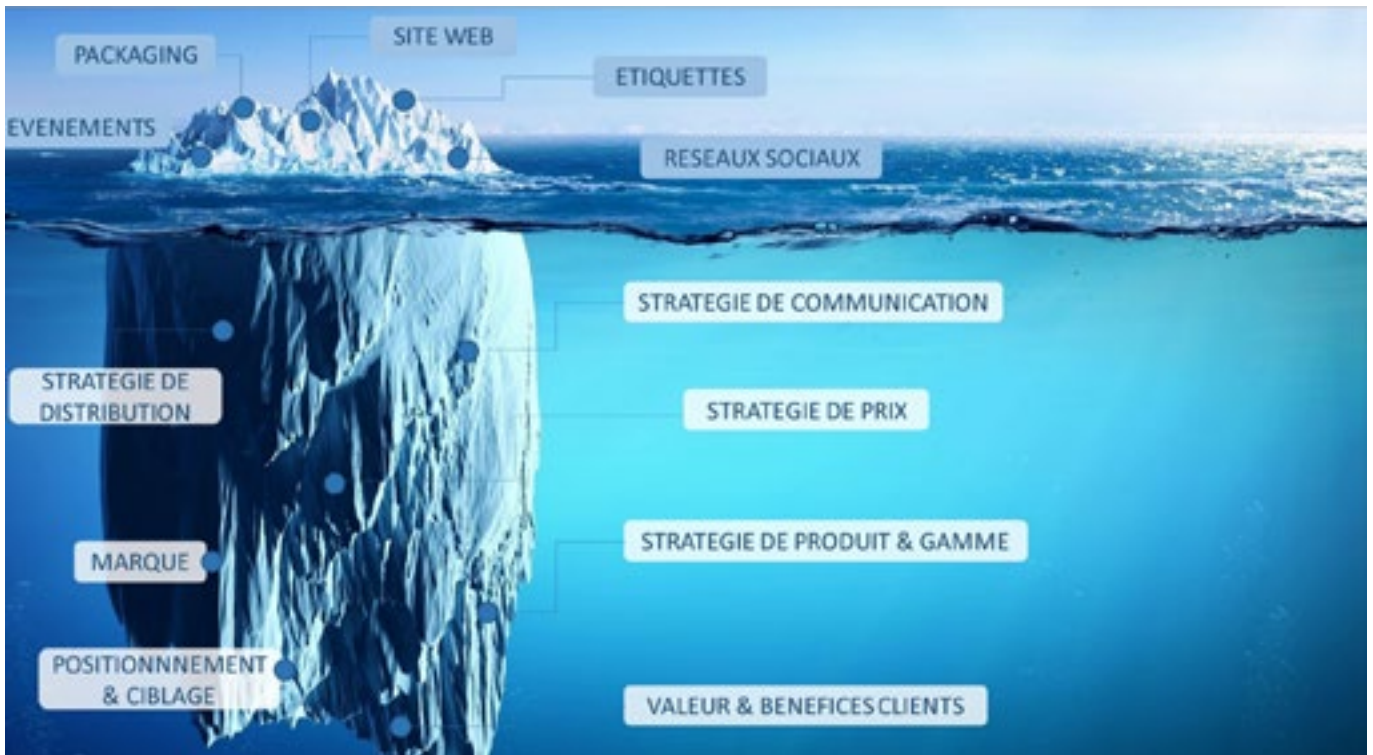 SITE WEB
PACKAGING
ETIQUETTES
EVENEMENTS
RESEAUX SOCIAUX
STRATEGIE DE COMMUNICATION
STRATEGIE DE
DISTRIBUTION
STRATEGIE DE PRIX
STRATEGIE DE PRODUIT & GAMME
MARQUE
POSITIONNNEMENT
& CIBLAGE
VALEUR & BENEFICES CLIENTS